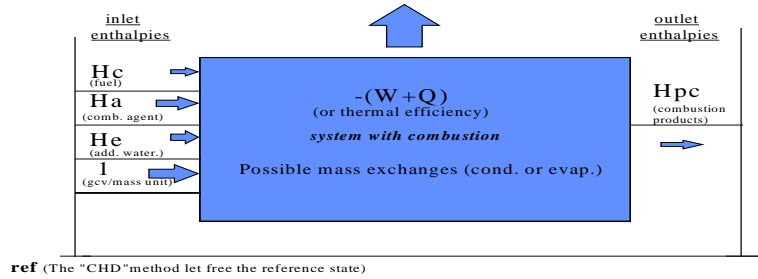 inlet
enthalpies
outlet
enthalpies
Hc
(fuel)
Ha
(comb. agent)
He
(add. water.)
1
(gcv/mass unit)
-(W+Q)
(or thermal efficiency)
system with combustion
Possible mass exchanges (cond. or evap.)
Hpc
(combustion
products)
ref (The "CHD"method let free the reference state)